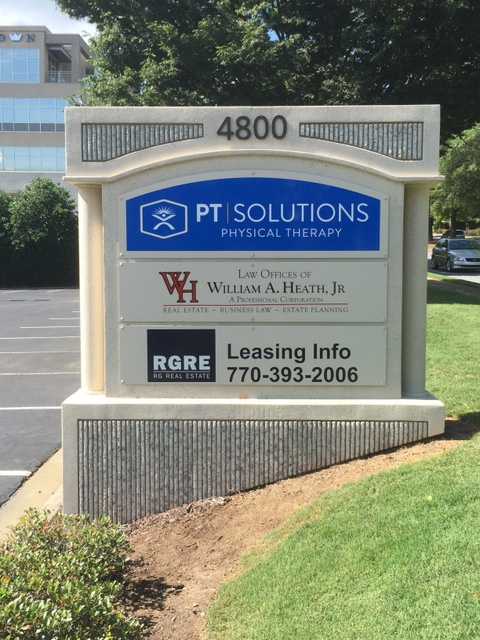 4800
PT | SOLUTIONS
PHYSICAL THERAPY
WH
LAW OFFICES OF
WILLIAM A. HEATH, JR
A PROFESSIONAL CORPORATION
REAL ESTATE ~ BUSINESS LAW ~ ESTATE PLANNING
RGRE
RG REAL ESTATE
Leasing Info
770-393-2006